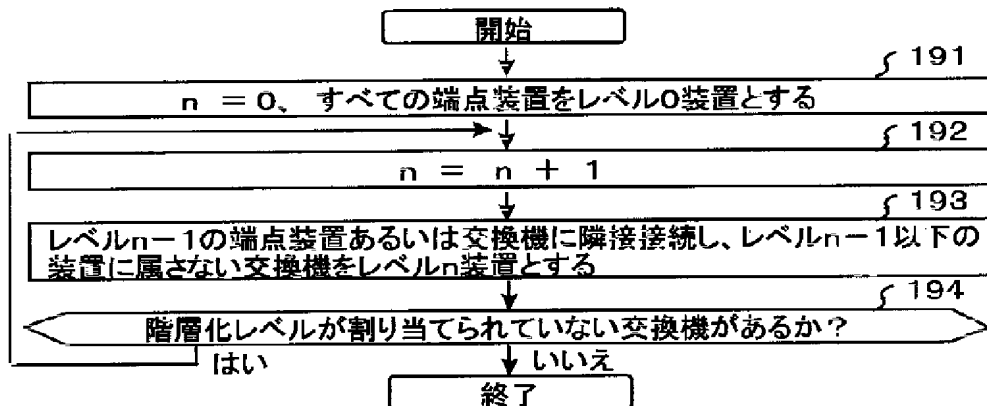 開始
191
n =0、すべての端点装置をレベル0装置とする
192
n = n + 1
193
レベルn-1の端点装置あるいは交換機に隣接接続し、レベルn-1以下の
装置に属さない交換機をレベルn装置とする
194
階層化レベルが割り当てられていない交換機があるか?
はい
いいえ
終了